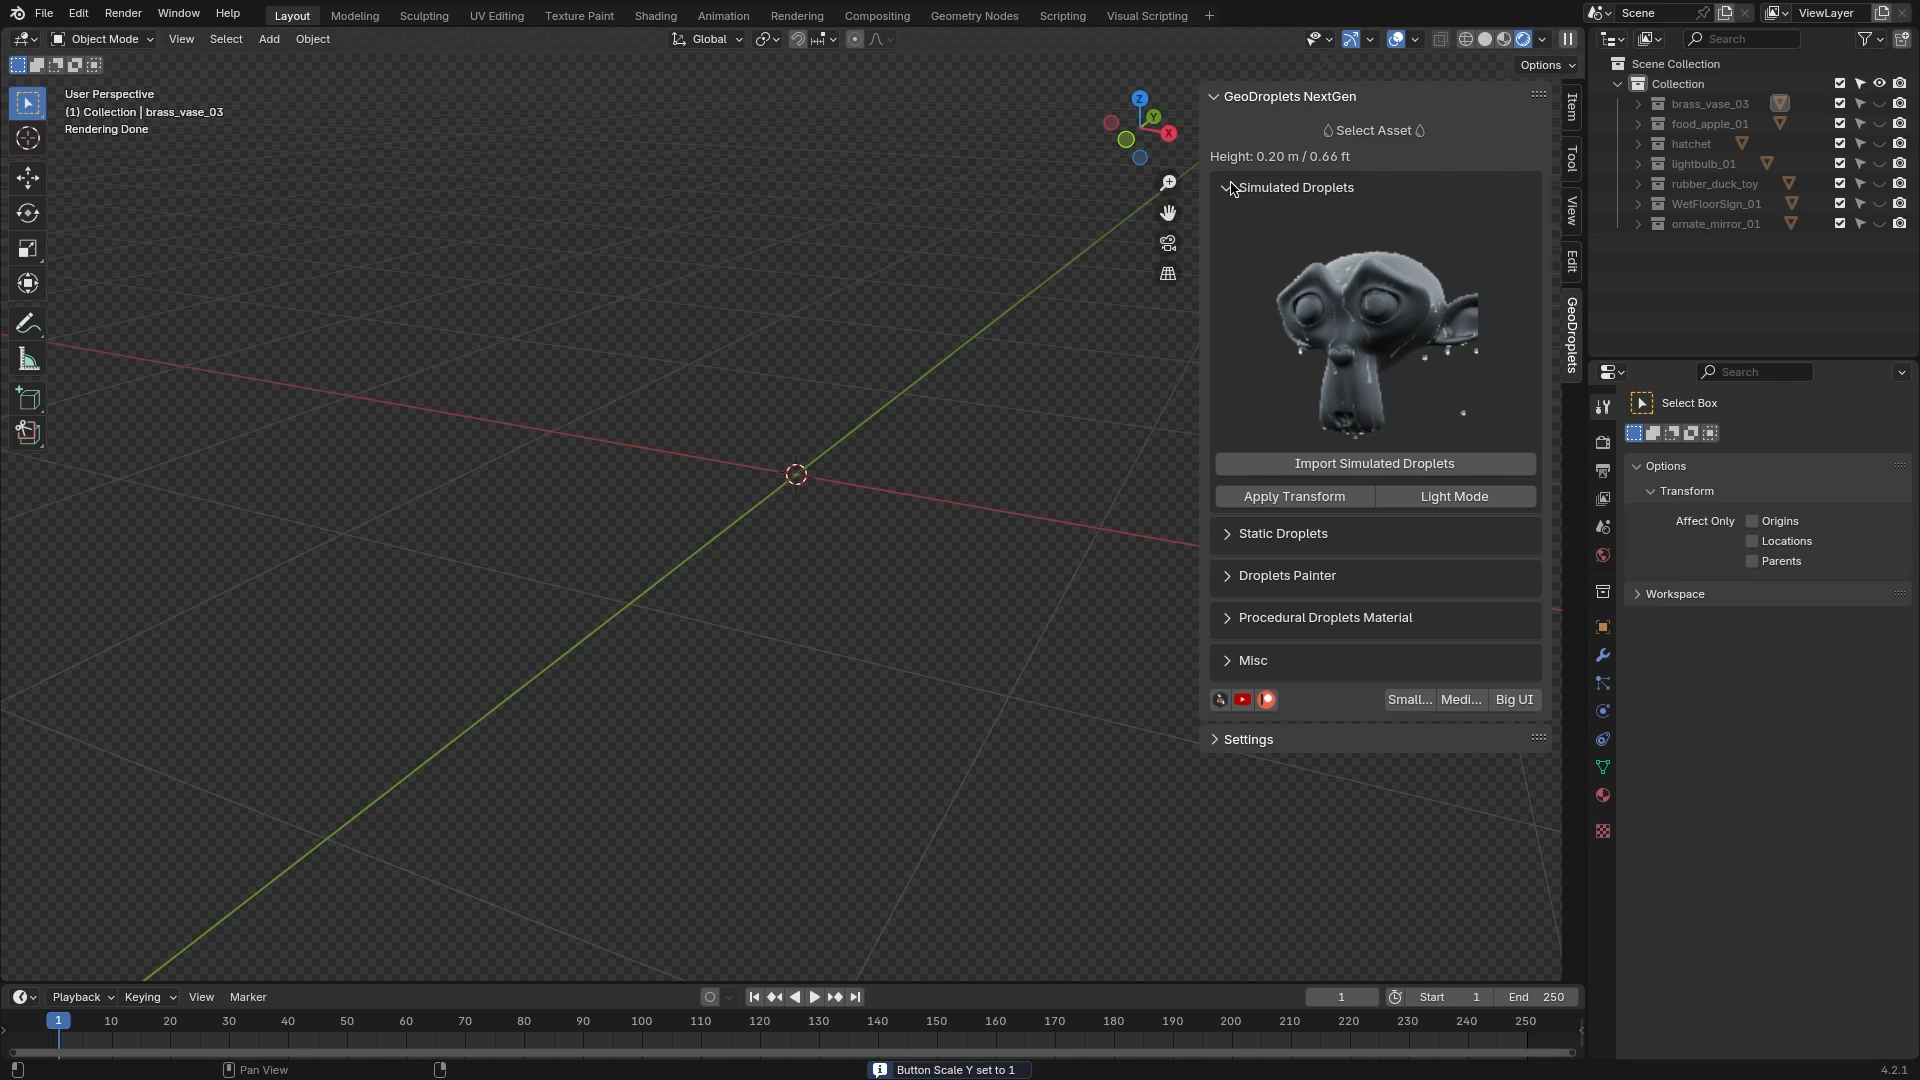 File Edit Render Window Help
Layout Modeling Sculpting UV Editing Texture Paint Shading Animation Rendering Compositing Geometry Nodes Scripting Visual Scripting
Scene
ViewLayer
Object Mode View Select Add Object
Global
Search
Options
User Perspective
(1) Collection | brass_vase_03
Rendering Done
Z
Y
X
GeoDroplets NextGen
Select Asset
Height: 0.20 m / 0.66 ft
Simulated Droplets
Import Simulated Droplets
Apply Transform Light Mode
Static Droplets
Droplets Painter
Procedural Droplets Material
Misc
Small... Medi... Big UI
Settings
Item
Tool
View
Edit
GeoDroplets
Scene Collection
Collection
brass_vase_03
food_apple_01
hatchet
lightbulb_01
rubber_duck_toy
WetFloorSign_01
ornate_mirror_01
Search
Select Box
Options
Transform
Affect Only Origins
Locations
Parents
Workspace
Playback Keying View Marker
1 Start 1 End 250
1 10 20 30 40 50 60 70 80 90 100 110 120 130 140 150 160 170 180 190 200 210 220 230 240 250
Pan View
Button Scale Y set to 1
4.2.1